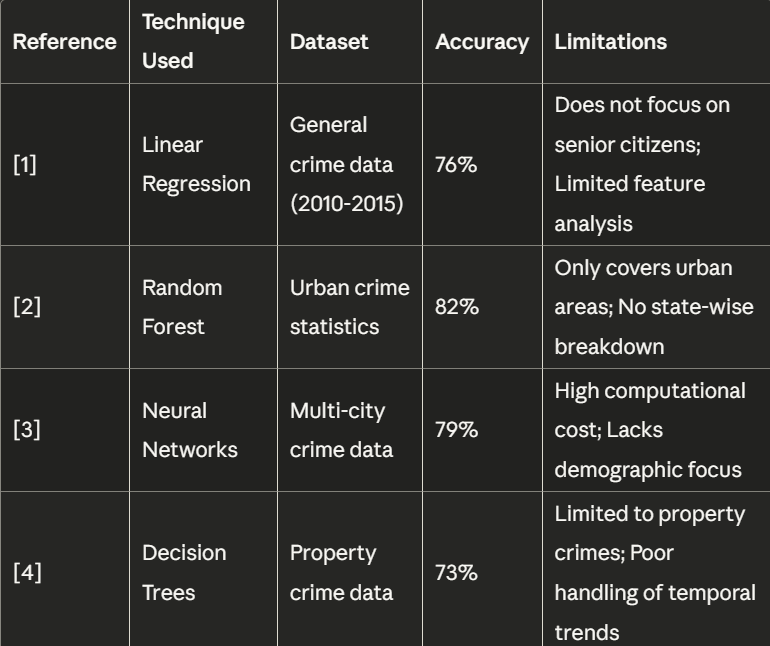 Reference
Technique
Used
Dataset
Accuracy
Limitations
[1]
Linear
Regression
General
crime data
(2010-2015)
76%
Does not focus on
senior citizens;
Limited feature
analysis
[2]
Random
Forest
Urban crime
statistics
82%
Only covers urban
areas; No state-wise
breakdown
[3]
Neural
Networks
Multi-city
crime data
79%
High computational
cost; Lacks
demographic focus
[4]
Decision
Trees
Property
crime data
73%
Limited to property
crimes; Poor
handling of temporal
trends